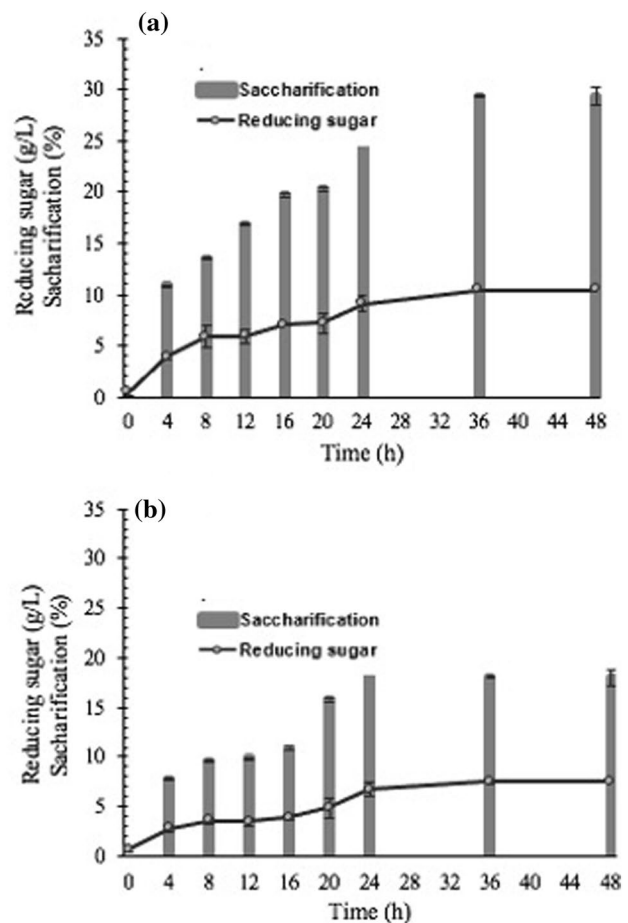 (a)
35
30
25
20
15
10
5
0
Reducing sugar (g/L)
Sacharification (%)
Saccharification
Reducing sugar
0 4 8 12 16 20 24 28 32 36 40 44 48
Time (h)
(b)
35
30
25
20
15
10
5
0
Reducing sugar (g/L)
Sacharification (%)
Saccharification
Reducing sugar
0 4 8 12 16 20 24 28 32 36 40 44 48
Time (h)